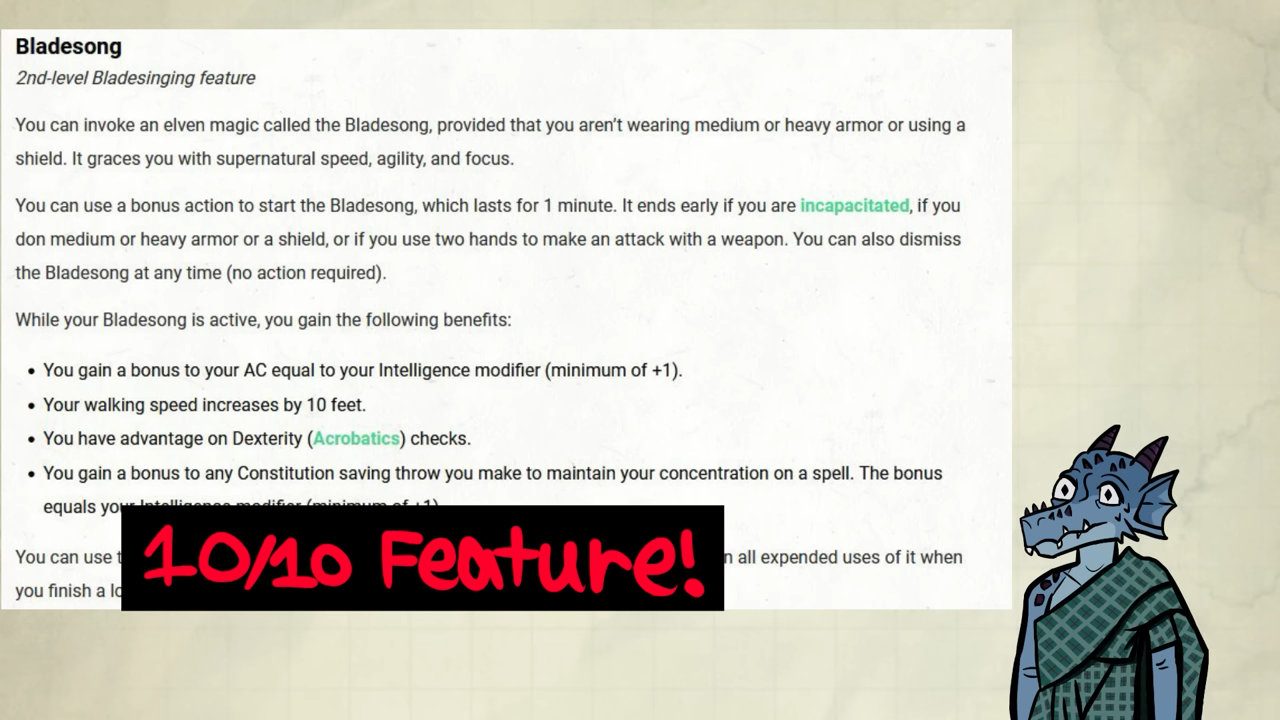 Bladesong
2nd-level Bladesinging feature
You can invoke an elven magic called the Bladesong, provided that you aren't wearing medium or heavy armor or using a
shield. It graces you with supernatural speed, agility, and focus.
You can use a bonus action to start the Bladesong, which lasts for 1 minute. It ends early if you are incapacitated, if you
don medium or heavy armor or a shield, or if you use two hands to make an attack with a weapon. You can also dismiss
the Bladesong at any time (no action required).
While your Bladesong is active, you gain the following benefits:
• You gain a bonus to your AC equal to your Intelligence modifier (minimum of +1).
• Your walking speed increases by 10 feet.
• You have advantage on Dexterity (Acrobatics) checks.
• You gain a bonus to any Constitution saving throw you make to maintain your concentration on a spell. The bonus
equals your Intelligence modifier (minimum of +1).
You can use all expended uses of it when
you finish a
10/10 Feature!